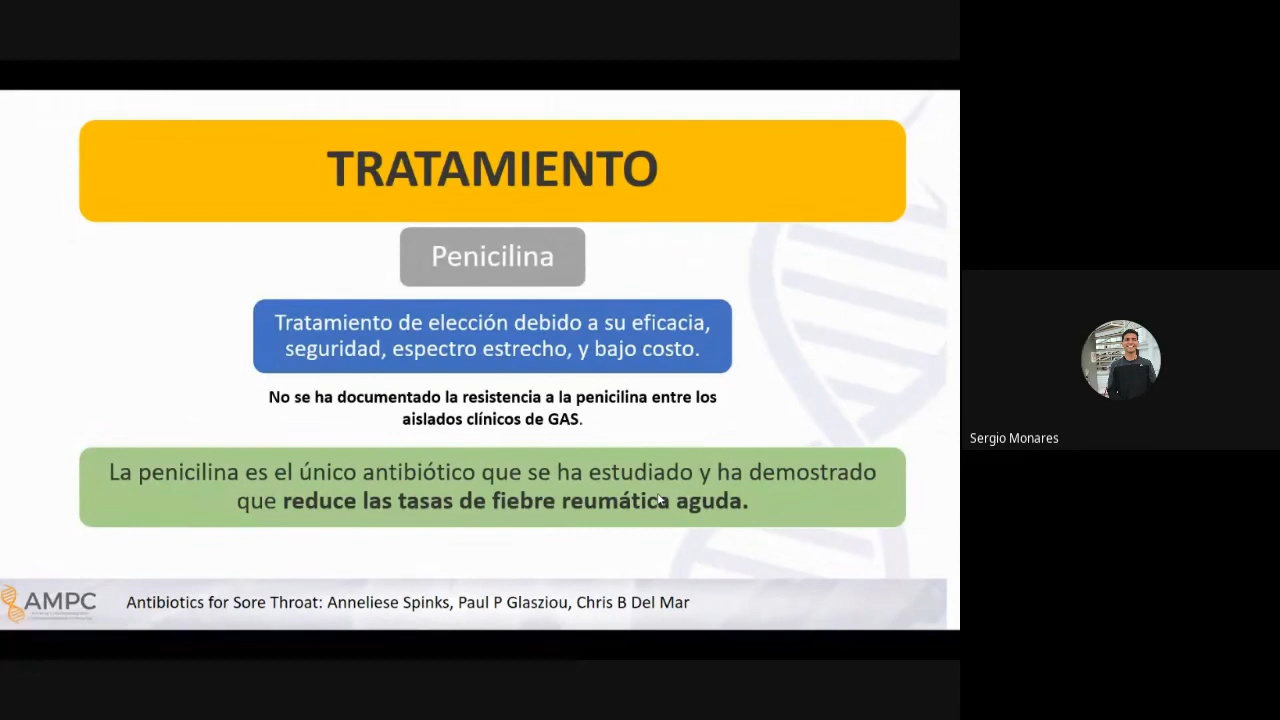 TRATAMIENTO
Penicilina
Tratamiento de elección debido a su eficacia,
seguridad, espectro estrecho, y bajo costo.
No se ha documentado la resistencia a la penicilina entre los
aislados clínicos de GAS.
La penicilina es el único antibiótico que se ha estudiado y ha demostrado
que reduce las tasas de fiebre reumática aguda.
AMPC
Antibiotics for Sore Throat: Anneliese Spinks, Paul P Glasziou, Chris B Del Mar
Sergio Monares